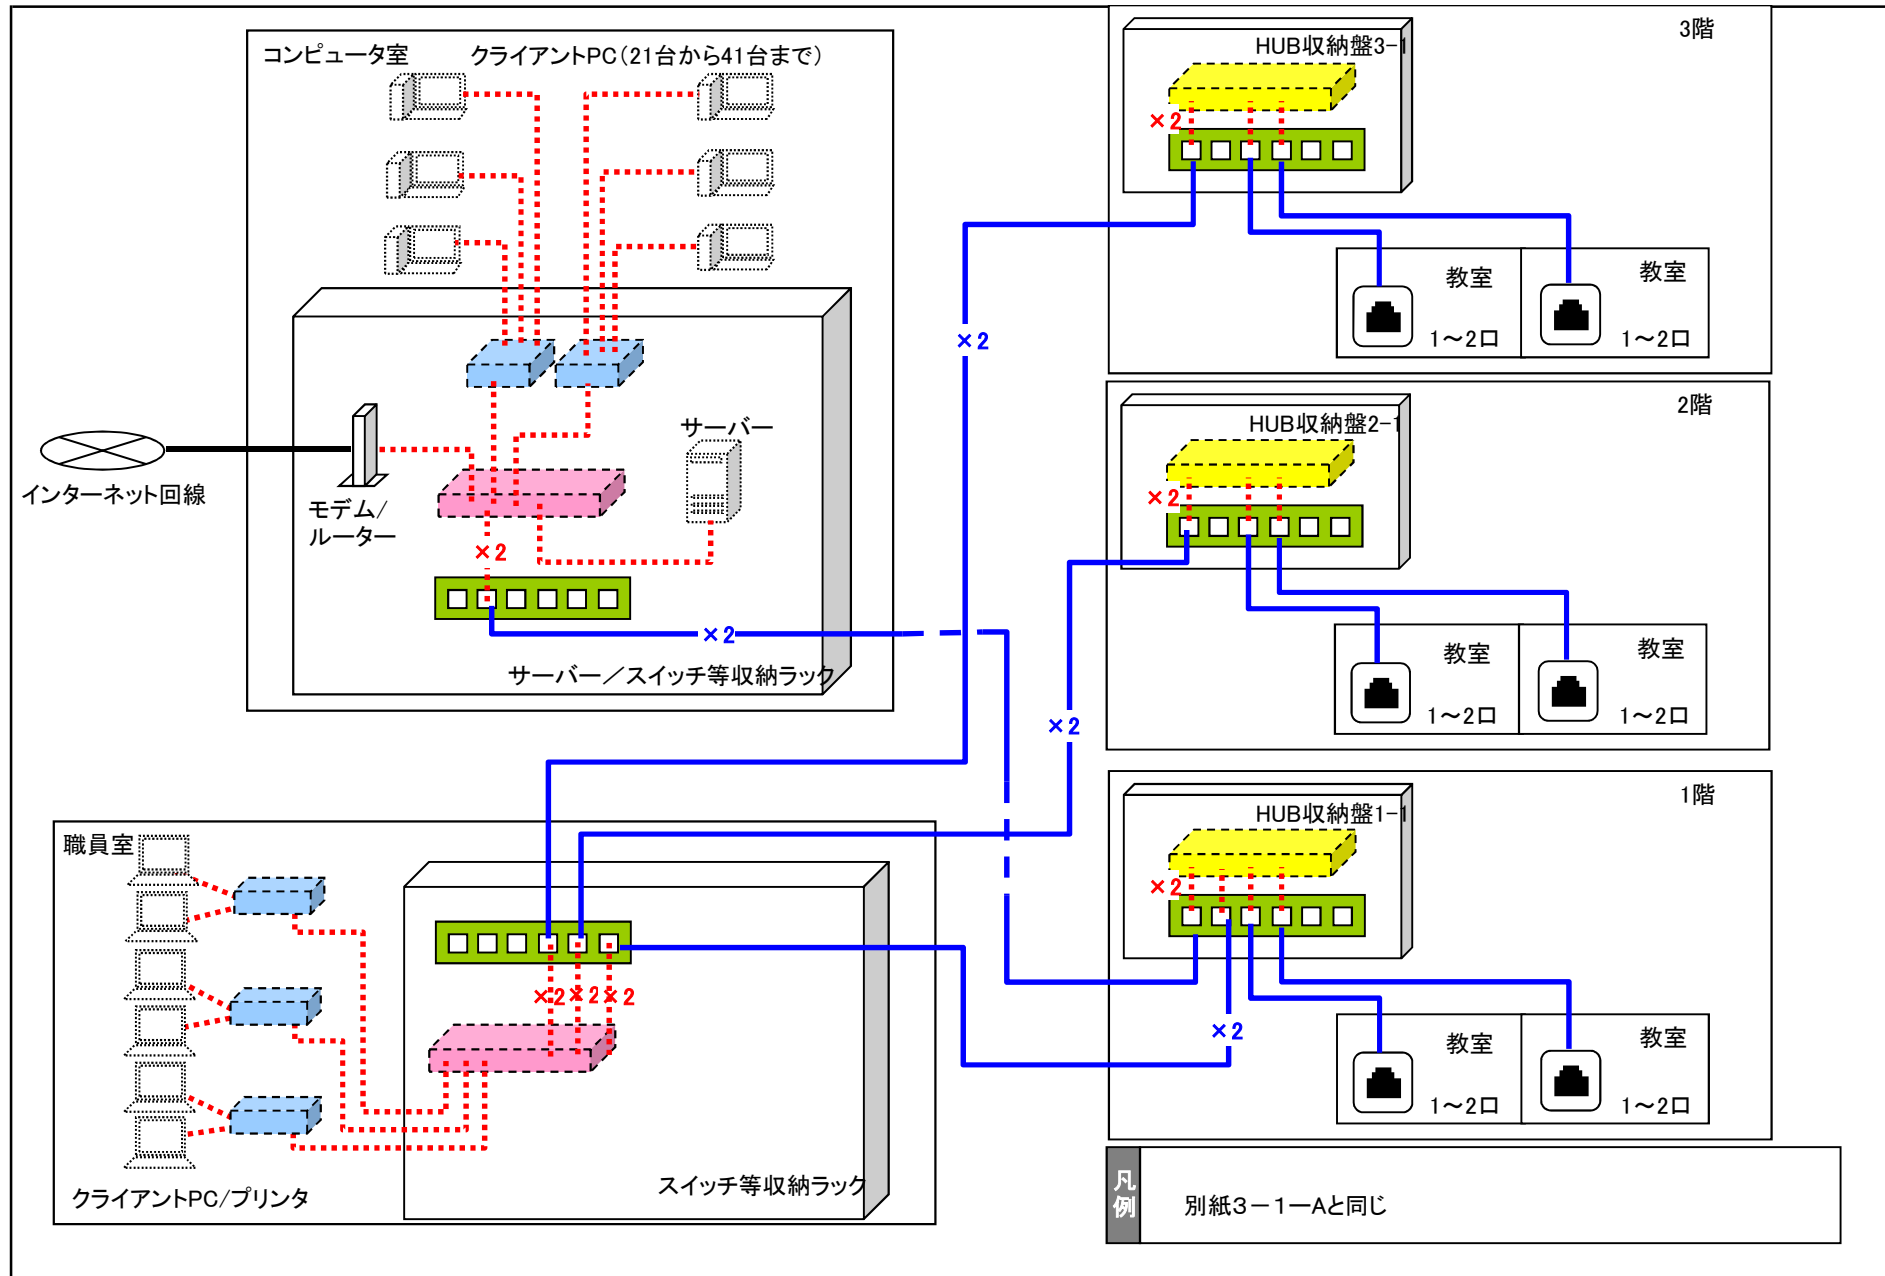 コンピュータ室
クライアントPC（21台から41台まで）
インターネット回線
モデム/
ルーター
サーバー
×2
×2
サーバー／スイッチ等収納ラック
×2
×2
職員室
×2
×2
×2
クライアントPC/プリンタ
スイッチ等収納ラック
3階
HUB収納盤3-1
×2
教室
1～2口
教室
1～2口
2階
HUB収納盤2-1
×2
教室
1～2口
教室
1～2口
1階
HUB収納盤1-1
×2
×2
教室
1～2口
教室
1～2口
凡例
別紙３－１ーAと同じ